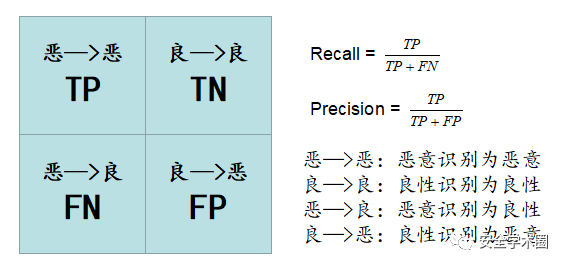 恶—>恶 良—>良
TP TN
恶—>良 良—>恶
FN FP
Recall = TP / TP + FN
Precision = TP / TP + FP
恶—>恶：恶意识别为恶意
良—>良：良性识别为良性
恶—>良：恶意识别为良性
良—>恶：良性识别为恶意
安全学术圈